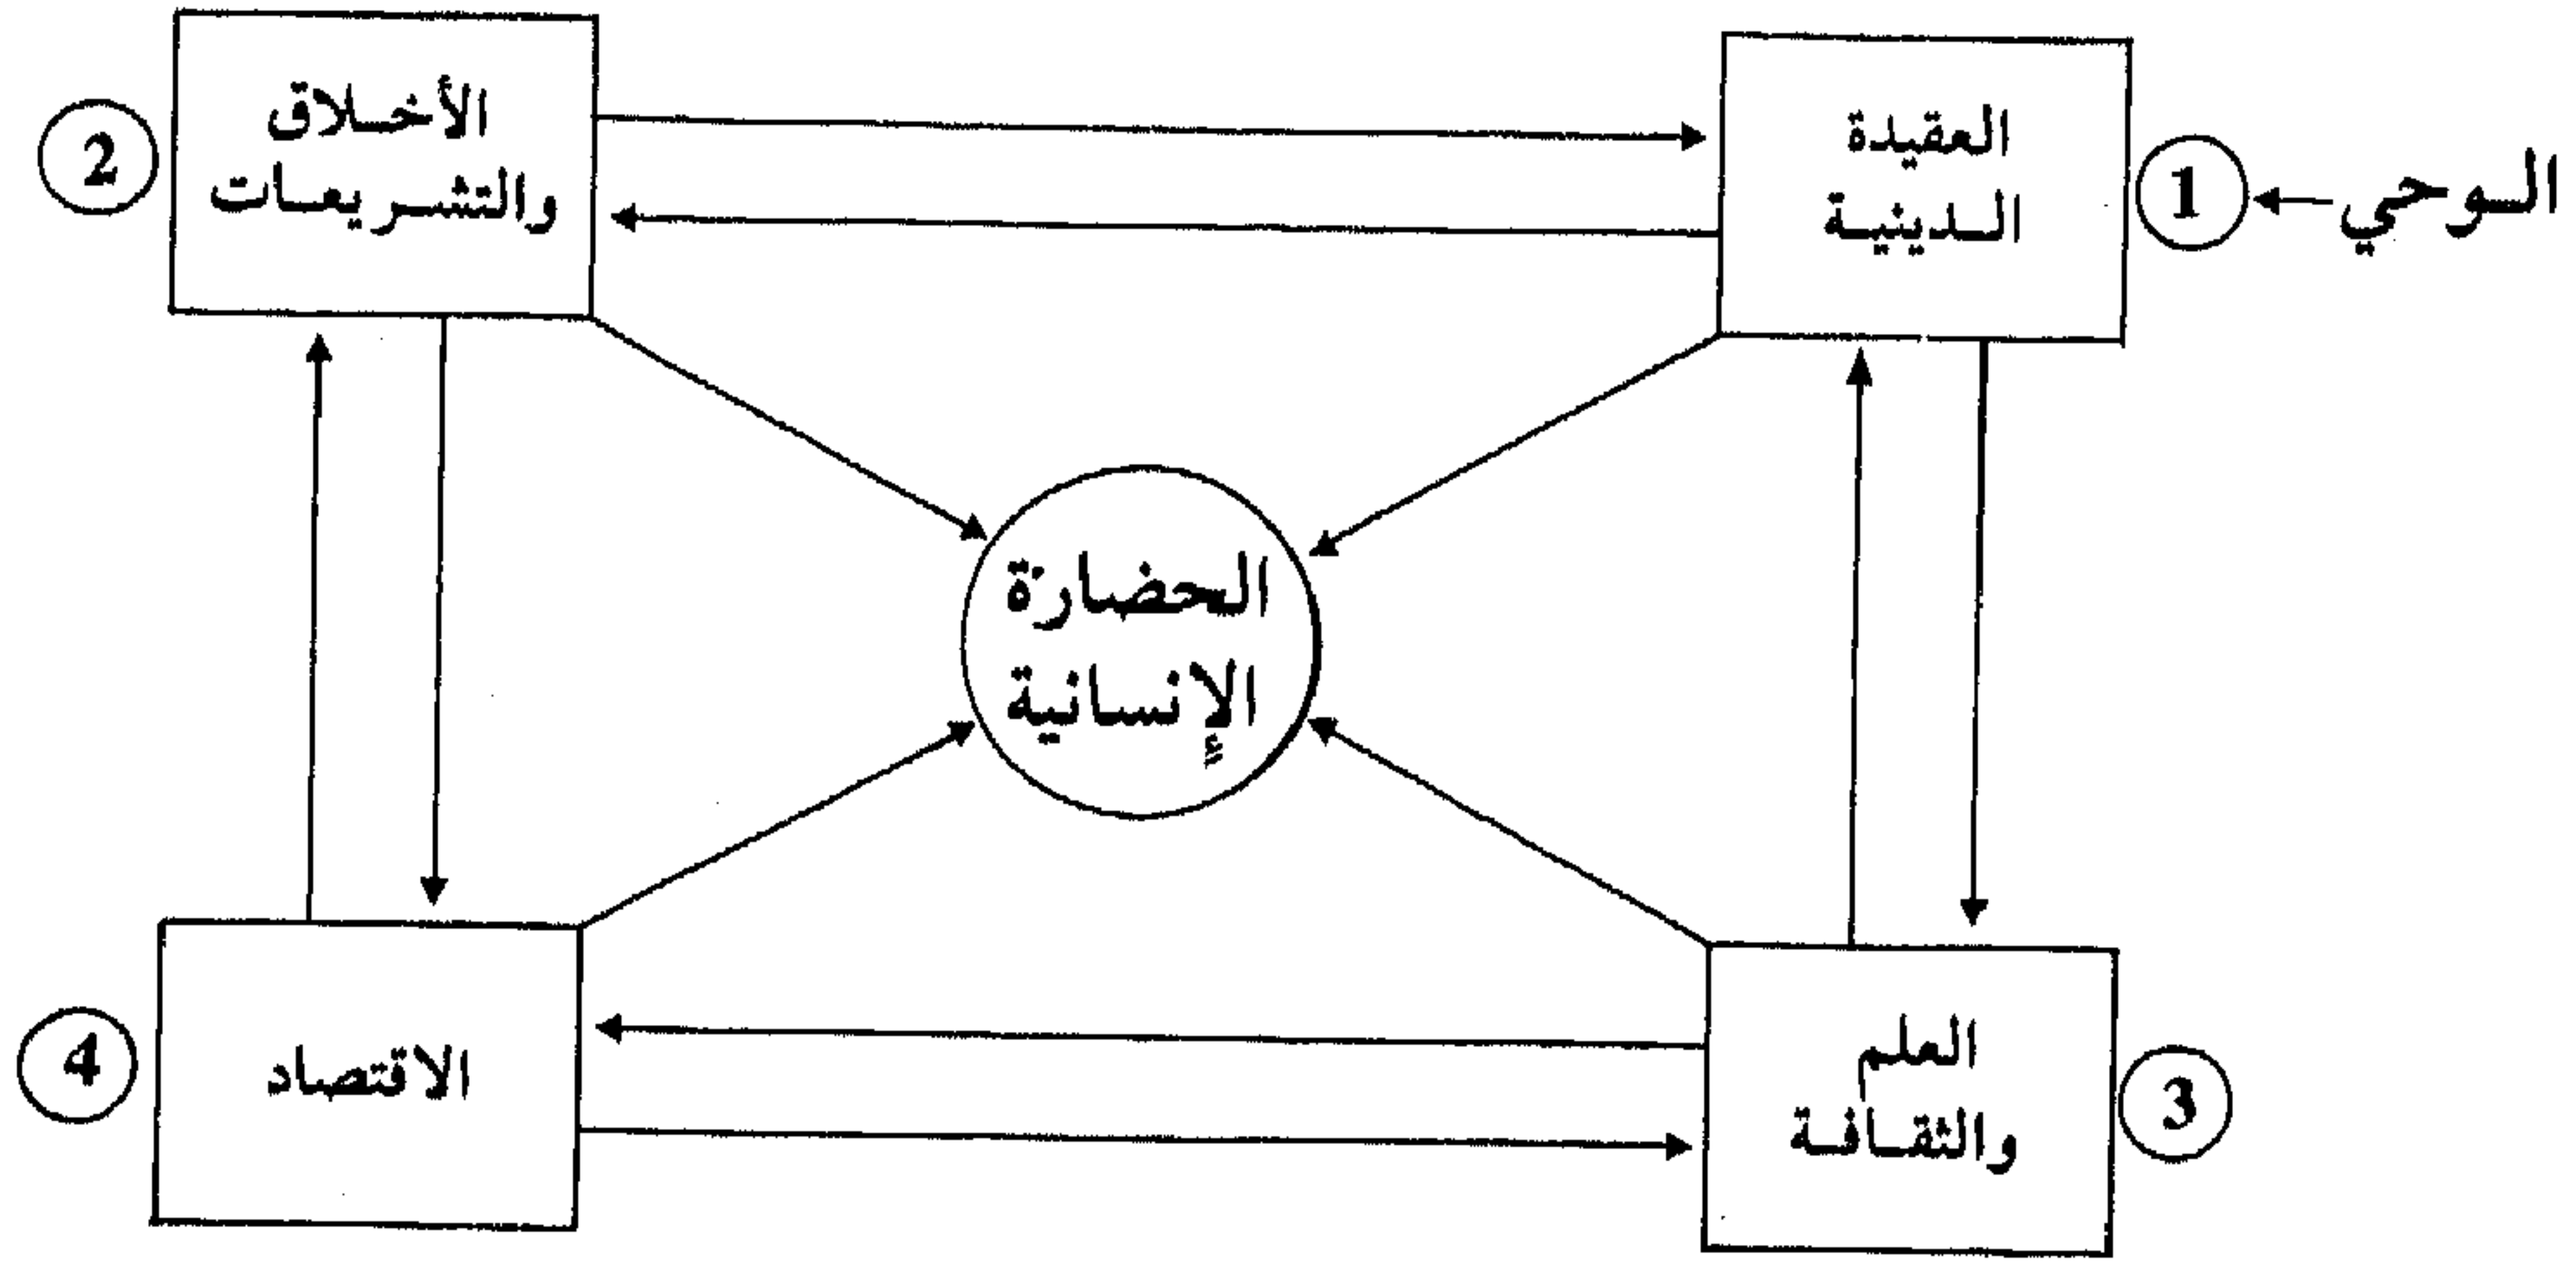 الوحي
1
العقيدة
الدينية
2
الأخلاق
والتشريعات
الحضارة
الإنسانية
3
العلم
والثقافة
4
الاقتصاد